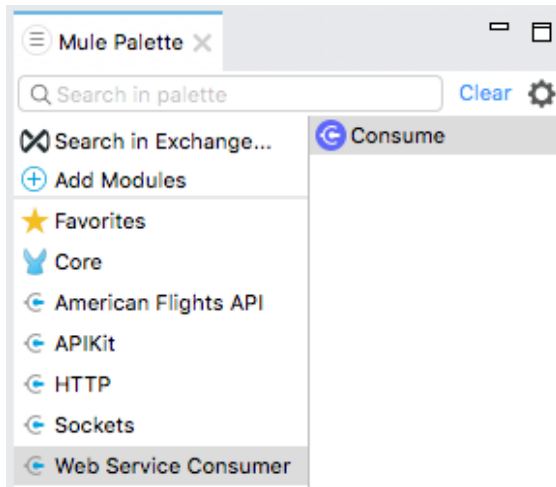 Mule Palette
Search in palette
Clear
Search in Exchange...
Consume
Add Modules
Favorites
Core
American Flights API
APIKit
HTTP
Sockets
Web Service Consumer